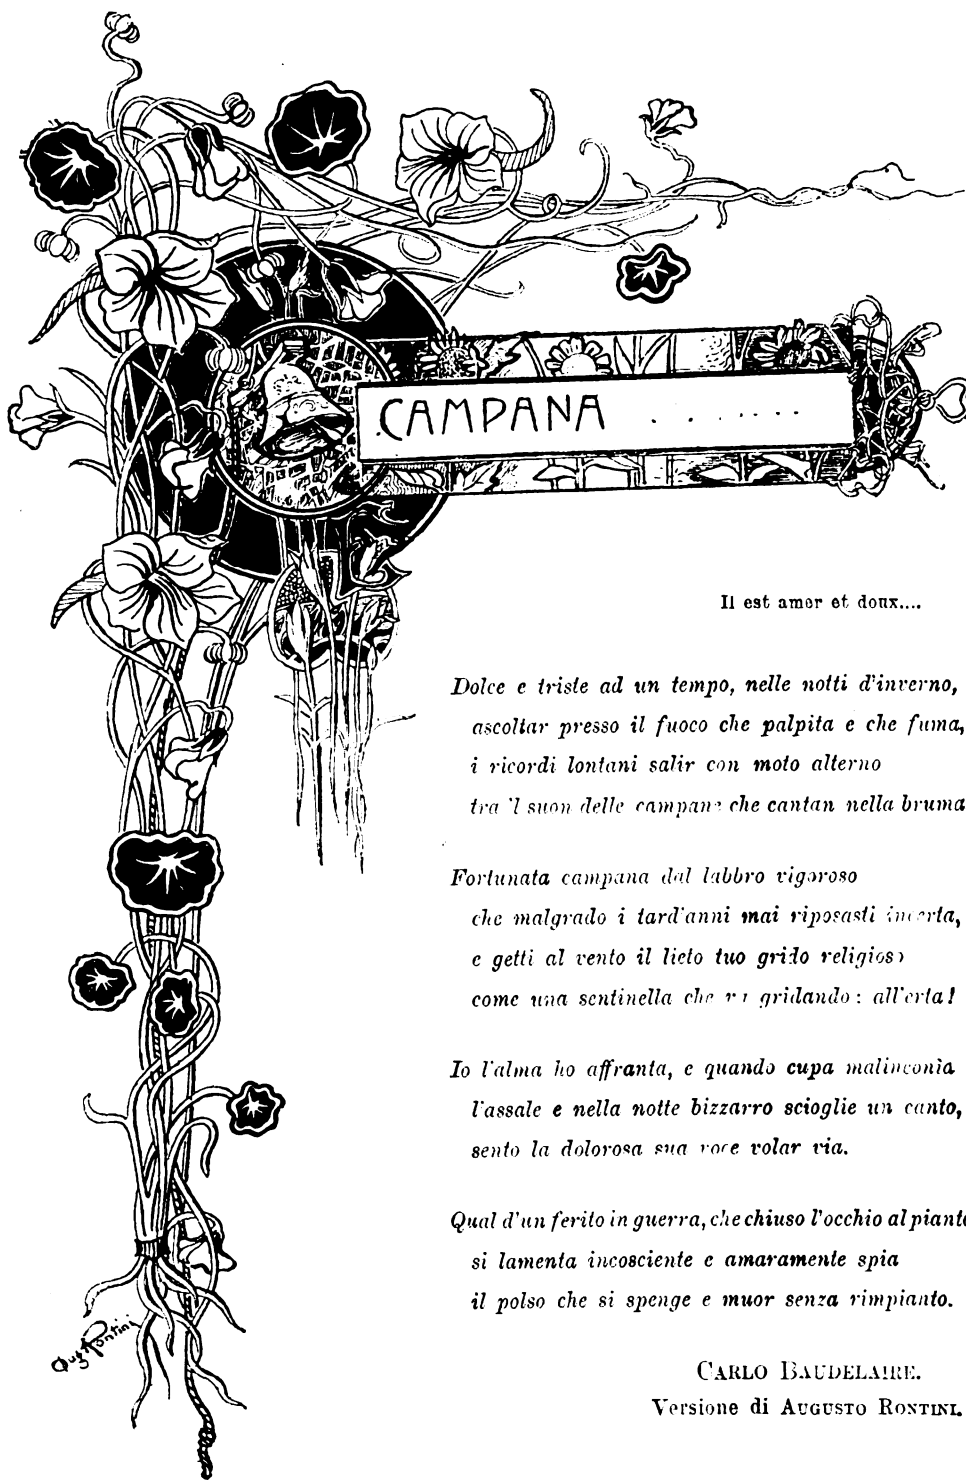 CAMPANA . . . . . . .
Il est amer et doux....
Dolce e triste ad un tempo, nelle notti d'inverno,
ascoltar presso il fuoco che palpita e che fuma,
i ricordi lontani salir con moto alterno
tra 'l suon delle campane che cantan nella bruma
Fortunata campana dal labbro vigoroso
che malgrado i tard'anni mai riposasti incerta,
e getti al vento il lieto tuo grido religioso
come una sentinella che va gridando: all'erta!
Io l'alma ho affranta, e quando cupa malinconìa
l'assale e nella notte bizzarro scioglie un canto,
sento la dolorosa sua voce volar via.
Qual d'un ferito in guerra, che chiuso l'occhio al pianto
si lamenta incosciente e amaramente spia
il polso che si spenge e muor senza rimpianto.
CARLO BAUDELAIRE.
Versione di AUGUSTO RONTINI.
Aug Rontini